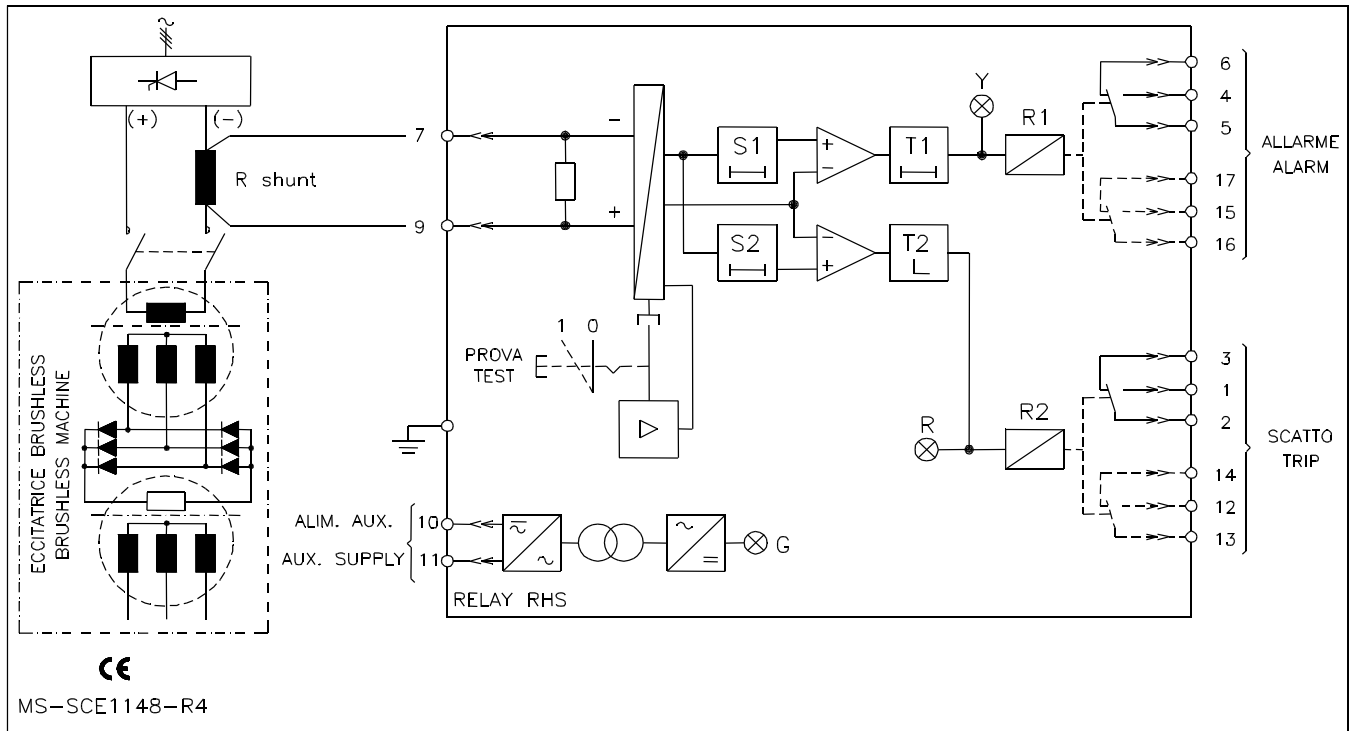 (+)
(-)
R shunt
7
9
-
+
S1
S2
+
-
-
+
T1
T2
Y
R1
6
4
5
17
15
16
ALLARME
ALARM
1 0
PROVA
TEST
R
R2
3
1
2
14
12
13
SCATTO
TRIP
ECCITATRICE BRUSHLESS
BRUSHLESS MACHINE
ALIM. AUX.
10
AUX. SUPPLY
11
G
RELAY RHS
CE
MS-SCE1148-R4